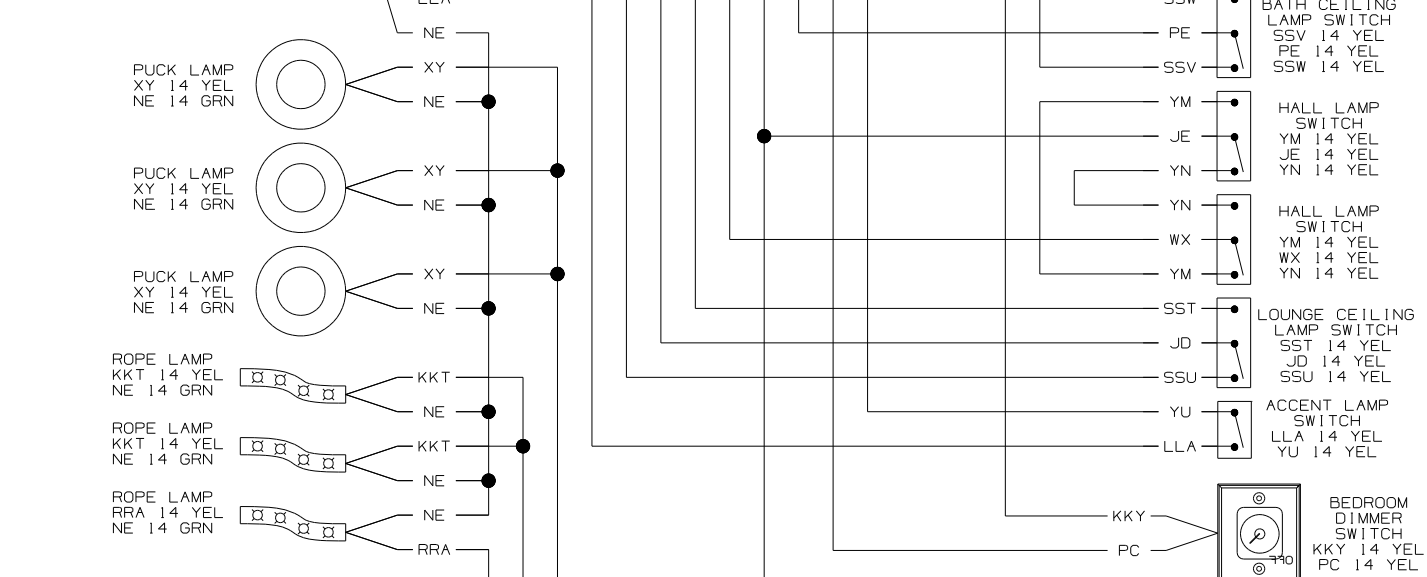 NE
PUCK LAMP
XY 14 YEL
NE 14 GRN
XY
NE
PUCK LAMP
XY 14 YEL
NE 14 GRN
XY
NE
PUCK LAMP
XY 14 YEL
NE 14 GRN
XY
NE
ROPE LAMP
KKT 14 YEL
NE 14 GRN
KKT
NE
ROPE LAMP
KKT 14 YEL
NE 14 GRN
KKT
NE
ROPE LAMP
RRA 14 YEL
NE 14 GRN
NE
RRA
SSW
PE
SSV
BATH CEILING
LAMP SWITCH
SSV 14 YEL
PE 14 YEL
SSW 14 YEL
YM
JE
YN
HALL LAMP
SWITCH
YM 14 YEL
JE 14 YEL
YN 14 YEL
YN
WX
YM
HALL LAMP
SWITCH
YM 14 YEL
WX 14 YEL
YN 14 YEL
SST
JD
SSU
LOUNGE CEILING
LAMP SWITCH
SST 14 YEL
JD 14 YEL
SSU 14 YEL
YU
LLA
ACCENT LAMP
SWITCH
LLA 14 YEL
YU 14 YEL
KKY
PC
OFF
BEDROOM
DIMMER
SWITCH
KKY 14 YEL
PC 14 YEL